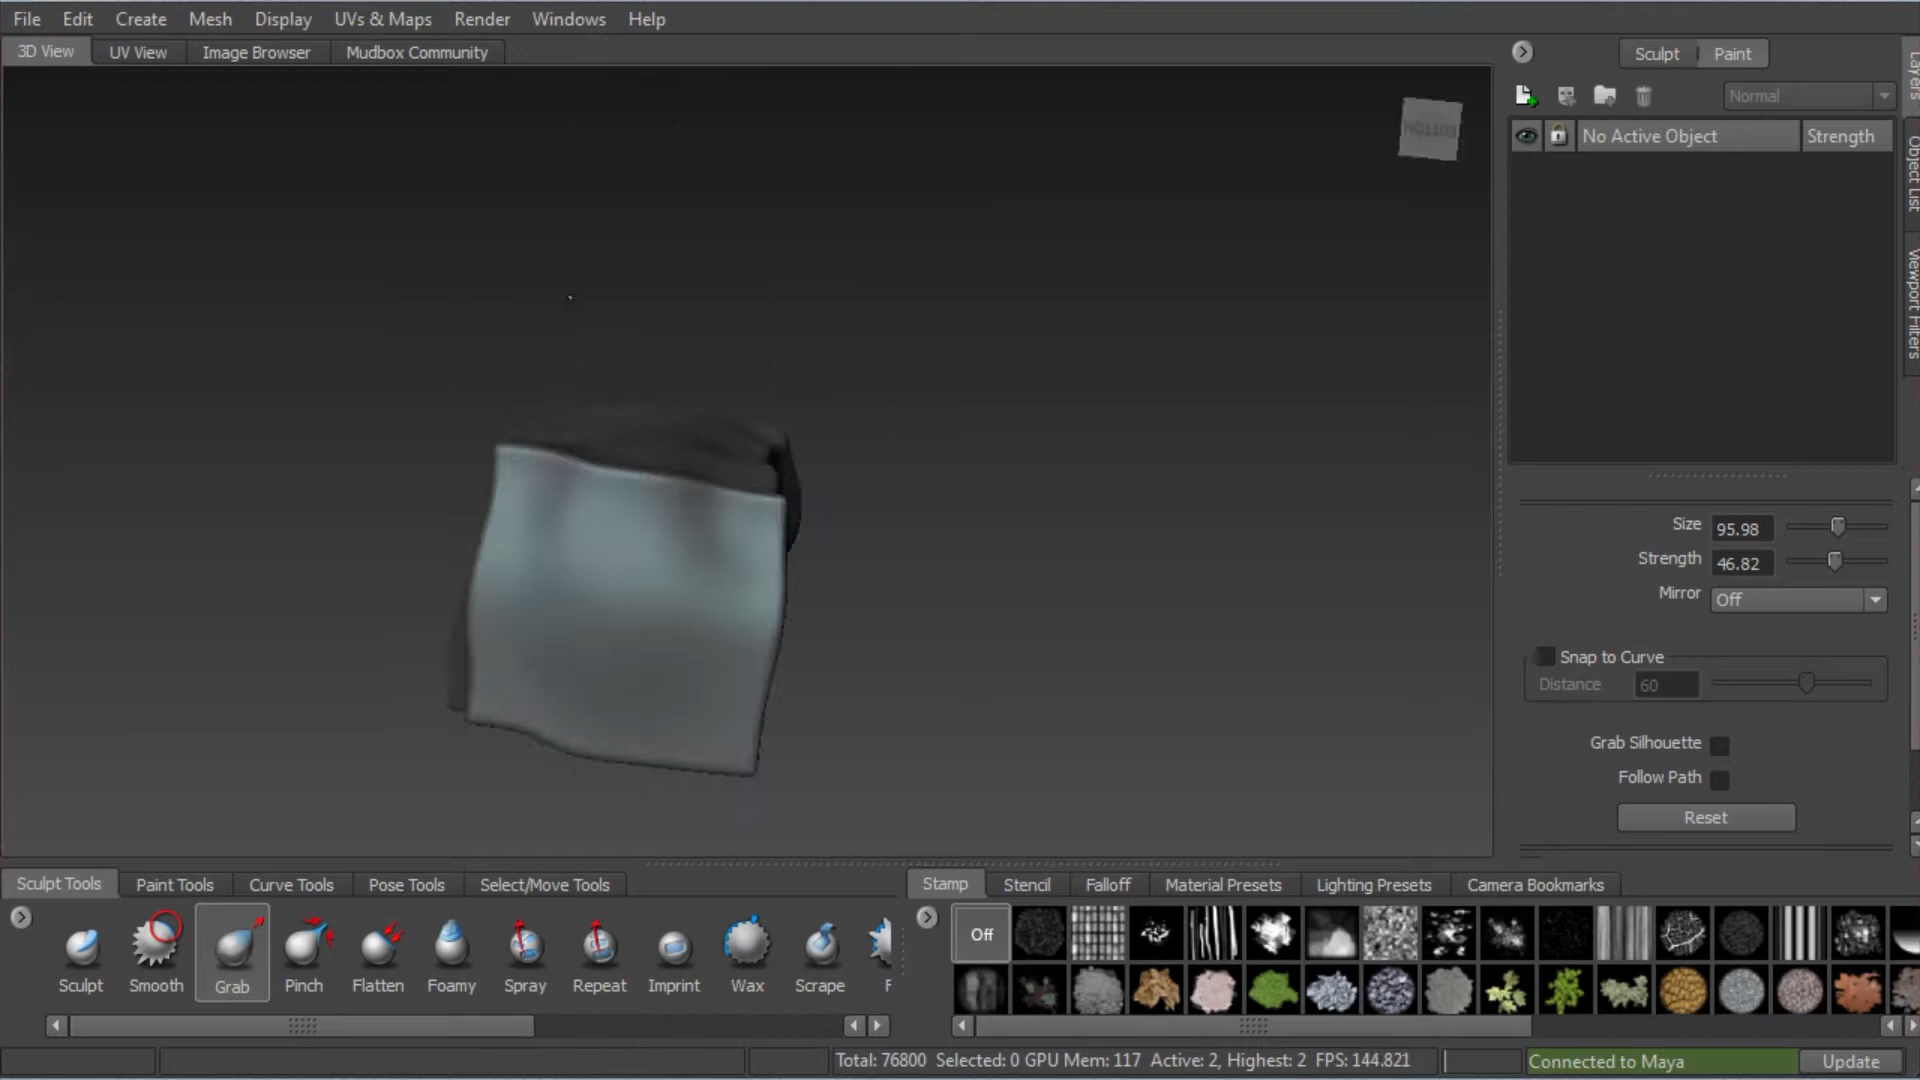 File Edit Create Mesh Display UVs & Maps Render Windows Help
3D View UV View Image Browser Mudbox Community
Sculpt Paint
Normal
No Active Object Strength
Layers
Object List
Viewport Filters
BOTTOM
Size 95.98
Strength 46.82
Mirror Off
Snap to Curve
Distance 60
Grab Silhouette
Follow Path
Reset
Sculpt Tools Paint Tools Curve Tools Pose Tools Select/Move Tools
Sculpt Smooth Grab Pinch Flatten Foamy Spray Repeat Imprint Wax Scrape F
Stamp Stencil Falloff Material Presets Lighting Presets Camera Bookmarks
Off
Total: 76800 Selected: 0 GPU Mem: 117 Active: 2, Highest: 2 FPS: 144.821
Connected to Maya Update